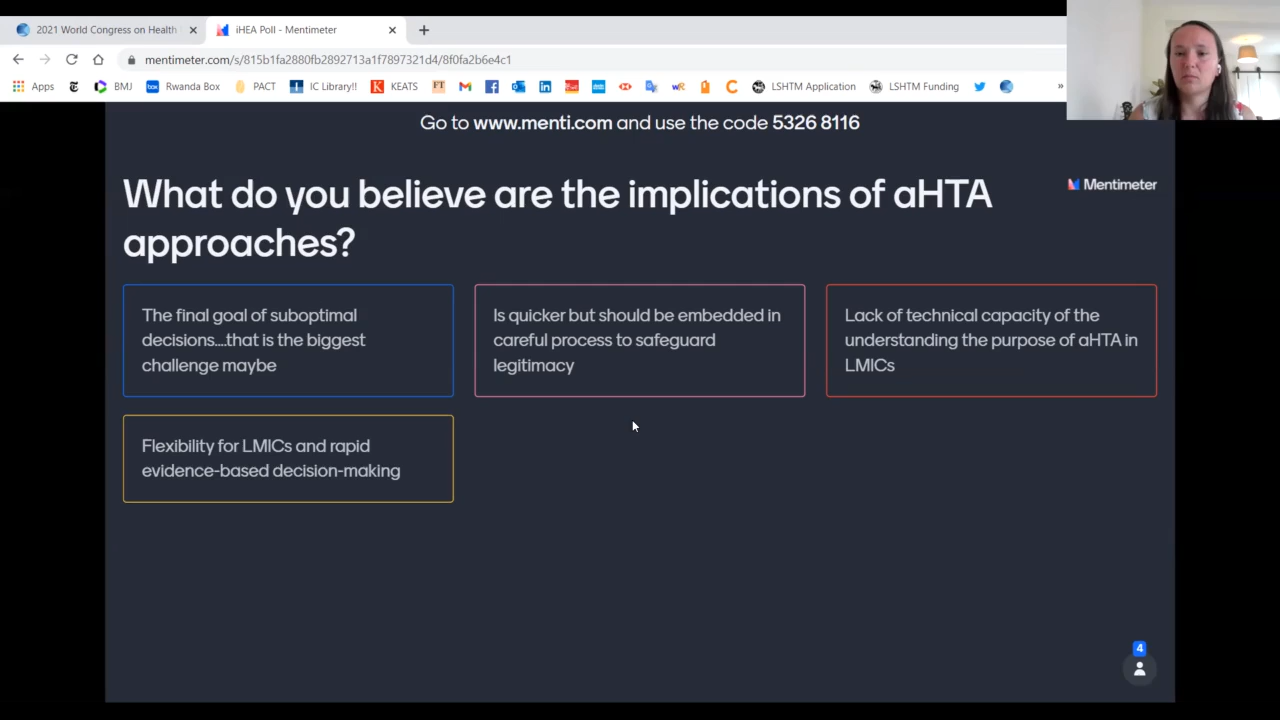 2021 World Congress on Health
iHEA Poll - Mentimeter
mentimeter.com/s/815b1fa2880fb2892713a1f7897321d4/8f0fa2b6e4c1
Apps
BMJ
box
Rwanda Box
PACT
IC Library!!
K
KEATS
FT
LSHTM Application
LSHTM Funding
»
Go to www.menti.com and use the code 5326 8116
What do you believe are the implications of aHTA
approaches?
Mentimeter
The final goal of suboptimal
decisions....that is the biggest
challenge maybe
Is quicker but should be embedded in
careful process to safeguard
legitimacy
Lack of technical capacity of the
understanding the purpose of aHTA in
LMICs
Flexibility for LMICs and rapid
evidence-based decision-making
4